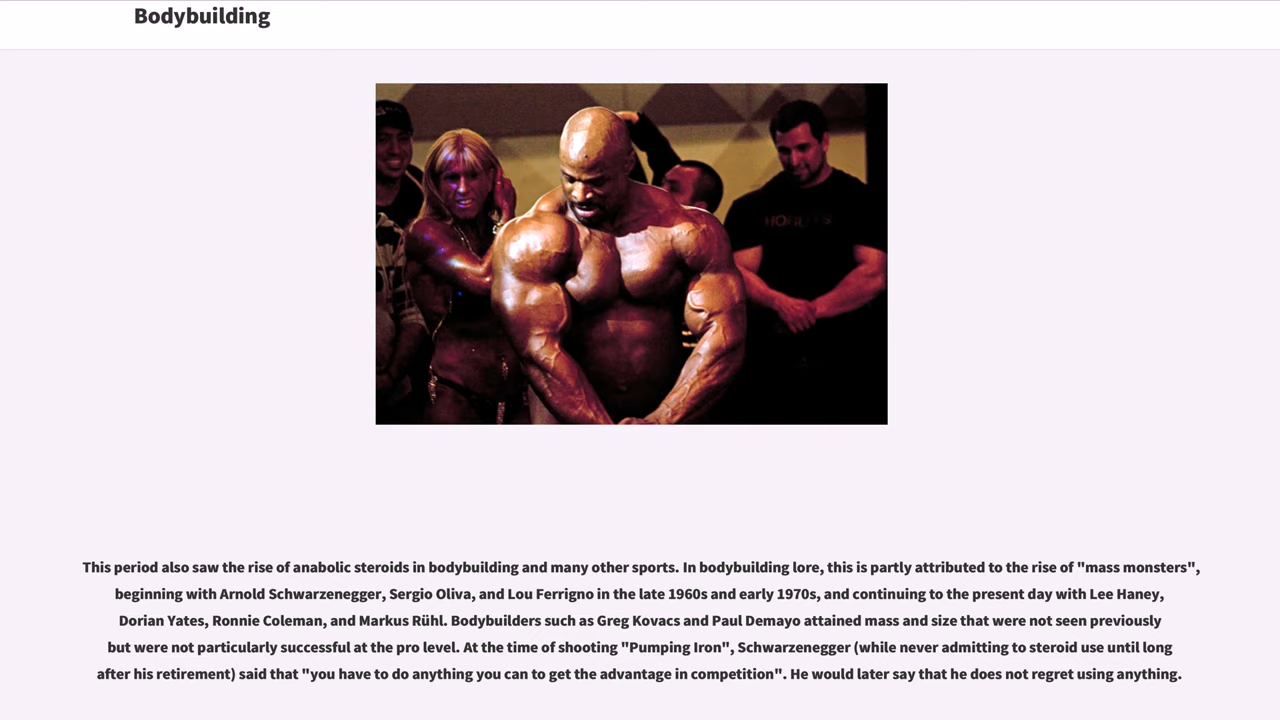 Bodybuilding
This period also saw the rise of anabolic steroids in bodybuilding and many other sports. In bodybuilding lore, this is partly attributed to the rise of "mass monsters",
beginning with Arnold Schwarzenegger, Sergio Oliva, and Lou Ferrigno in the late 1960s and early 1970s, and continuing to the present day with Lee Haney,
Dorian Yates, Ronnie Coleman, and Markus Rühl. Bodybuilders such as Greg Kovacs and Paul Demayo attained mass and size that were not seen previously
but were not particularly successful at the pro level. At the time of shooting "Pumping Iron", Schwarzenegger (while never admitting to steroid use until long
after his retirement) said that "you have to do anything you can to get the advantage in competition". He would later say that he does not regret using anything.